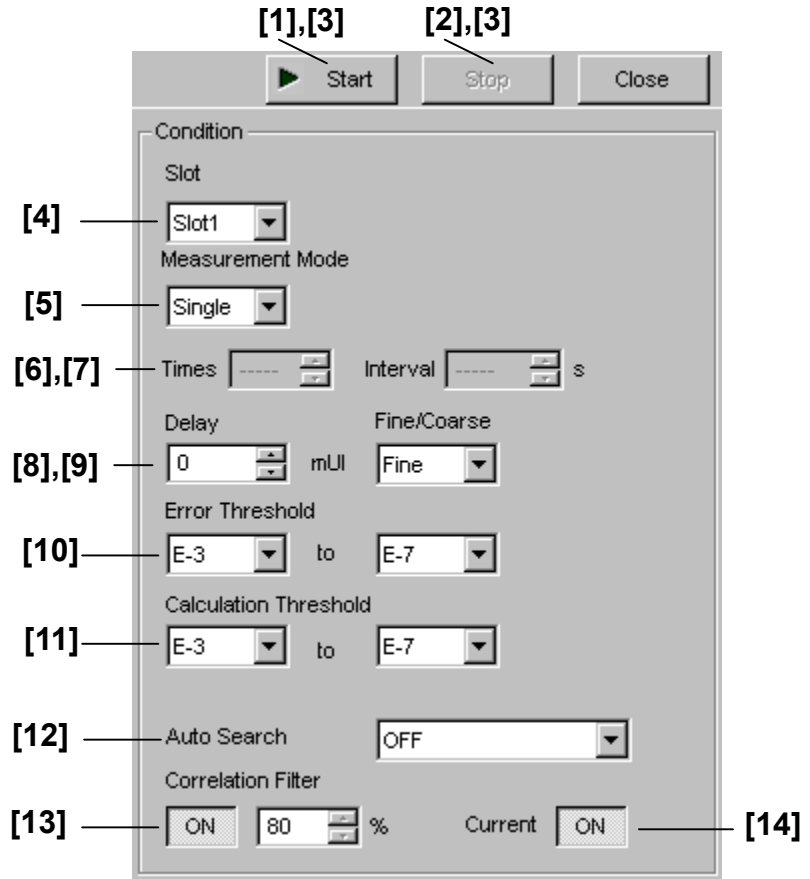 [1],[3] [2],[3]
Start Stop Close
Condition
Slot
[4] Slot1
Measurement Mode
[5] Single
[6],[7] Times ----- Interval ----- s
Delay Fine/Coarse
[8],[9] 0 mUI Fine
Error Threshold
[10] E-3 to E-7
Calculation Threshold
[11] E-3 to E-7
[12] Auto Search OFF
Correlation Filter
[13] ON 80 % Current ON [14]